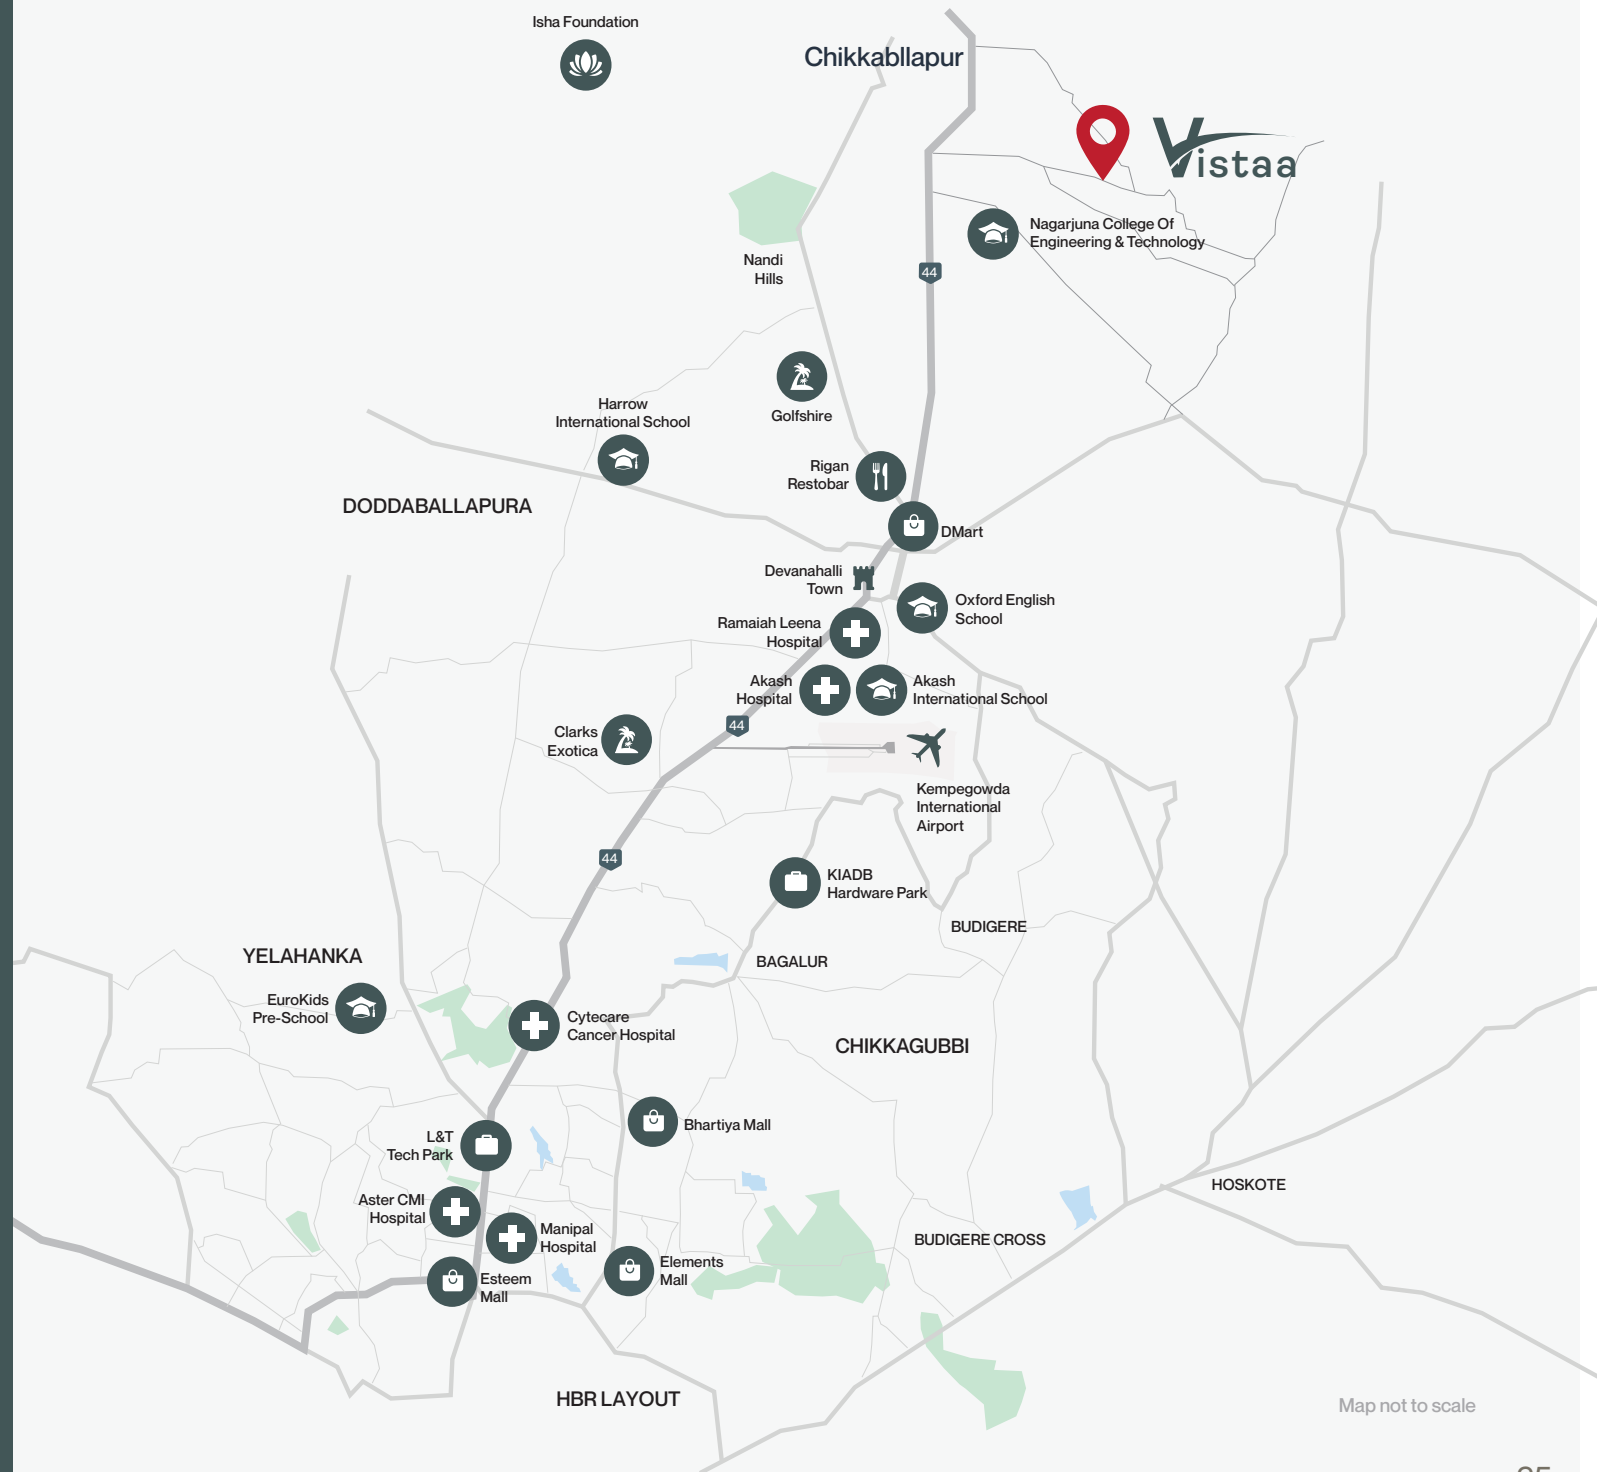 Isha Foundation
Chikkabllapur
Vistaa
Nagarjuna College Of
Engineering & Technology
Nandi
Hills
44
Golfshire
Harrow
International School
Rigan
Restobar
DODDABALLAPURA
DMart
Devanahalli
Town
Oxford English
School
Ramaiah Leena
Hospital
Akash
Hospital
Akash
International School
44
Clarks
Exotica
Kempegowda
International
Airport
44
KIADB
Hardware Park
BUDIGERE
YELAHANKA
BAGALUR
EuroKids
Pre-School
Cytecare
Cancer Hospital
CHIKKAGUBBI
Bhartiya Mall
L&T
Tech Park
HOSKOTE
Aster CMI
Hospital
Manipal
Hospital
BUDIGERE CROSS
Elements
Mall
Esteem
Mall
HBR LAYOUT
Map not to scale